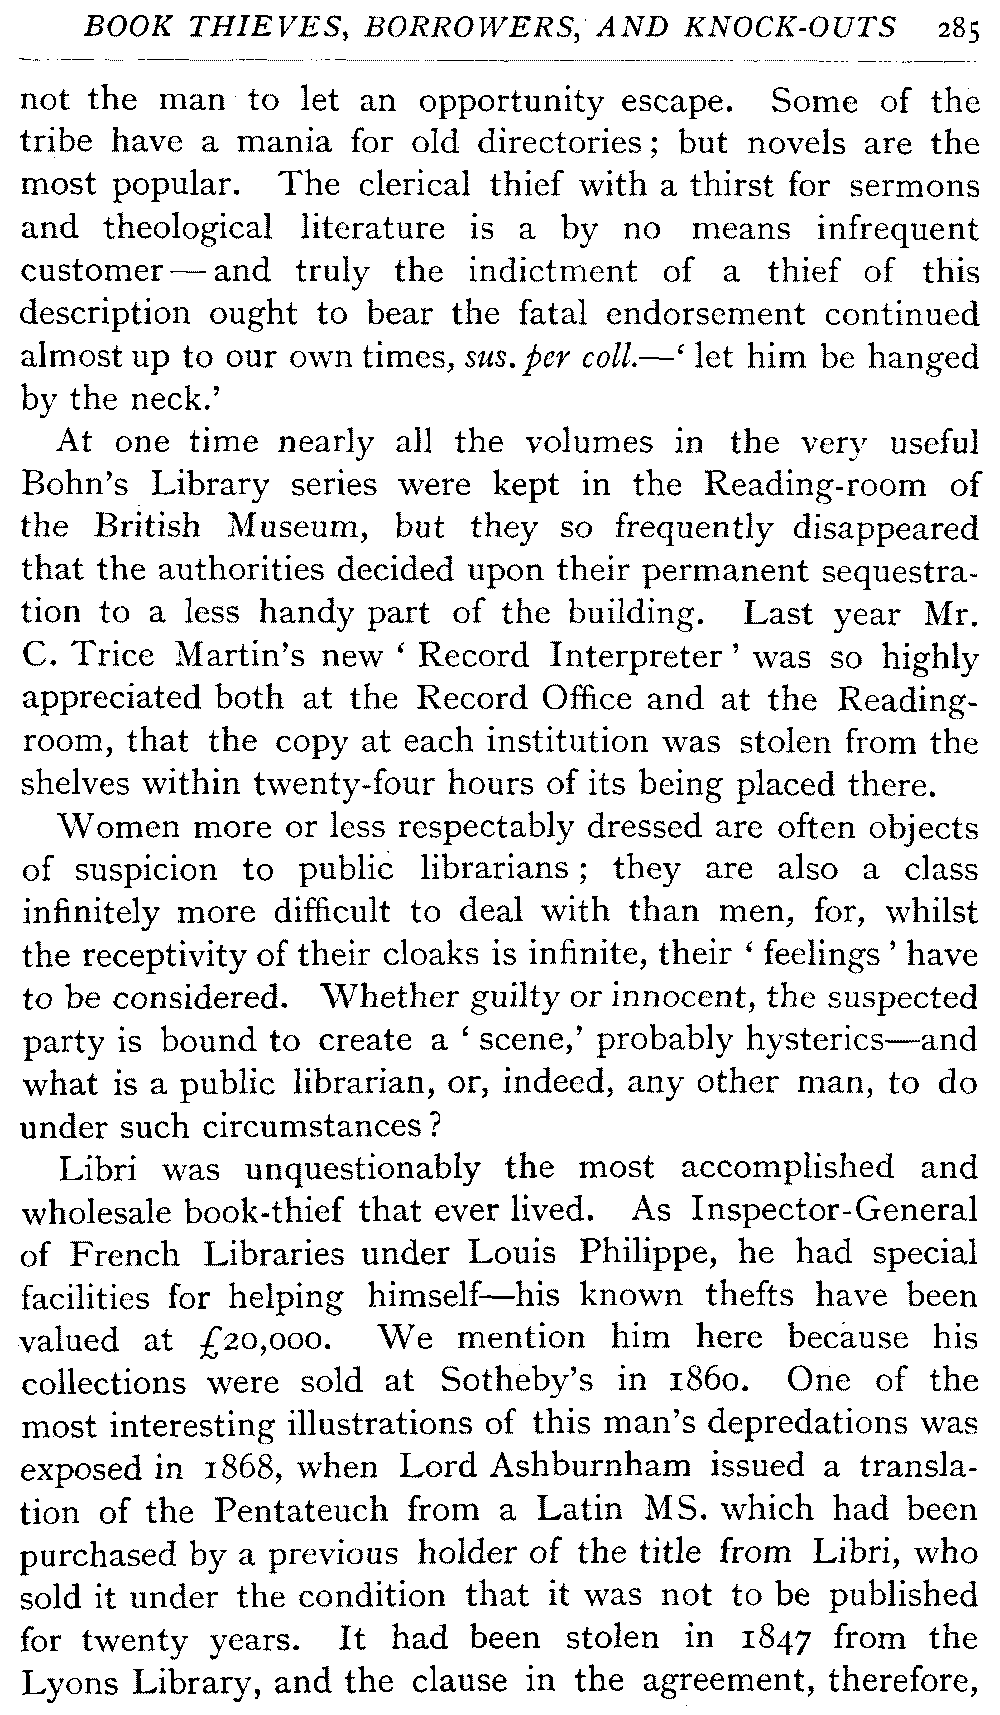 BOOK THIEVES, BORROWERS, AND KNOCK-OUTS 285
not the man to let an opportunity escape. Some of the
tribe have a mania for old directories; but novels are the
most popular. The clerical thief with a thirst for sermons
and theological literature is a by no means infrequent
customer—and truly the indictment of a thief of this
description ought to bear the fatal endorsement continued
almost up to our own times, sus. per coll.—‘let him be hanged
by the neck.’
At one time nearly all the volumes in the very useful
Bohn’s Library series were kept in the Reading-room of
the British Museum, but they so frequently disappeared
that the authorities decided upon their permanent sequestra-
tion to a less handy part of the building. Last year Mr.
C. Trice Martin’s new ‘Record Interpreter’ was so highly
appreciated both at the Record Office and at the Reading-
room, that the copy at each institution was stolen from the
shelves within twenty-four hours of its being placed there.
Women more or less respectably dressed are often objects
of suspicion to public librarians; they are also a class
infinitely more difficult to deal with than men, for, whilst
the receptivity of their cloaks is infinite, their ‘feelings’ have
to be considered. Whether guilty or innocent, the suspected
party is bound to create a ‘scene,’ probably hysterics—and
what is a public librarian, or, indeed, any other man, to do
under such circumstances?
Libri was unquestionably the most accomplished and
wholesale book-thief that ever lived. As Inspector-General
of French Libraries under Louis Philippe, he had special
facilities for helping himself—his known thefts have been
valued at £20,000. We mention him here because his
collections were sold at Sotheby’s in 1860. One of the
most interesting illustrations of this man’s depredations was
exposed in 1868, when Lord Ashburnham issued a transla-
tion of the Pentateuch from a Latin MS. which had been
purchased by a previous holder of the title from Libri, who
sold it under the condition that it was not to be published
for twenty years. It had been stolen in 1847 from the
Lyons Library, and the clause in the agreement, therefore,